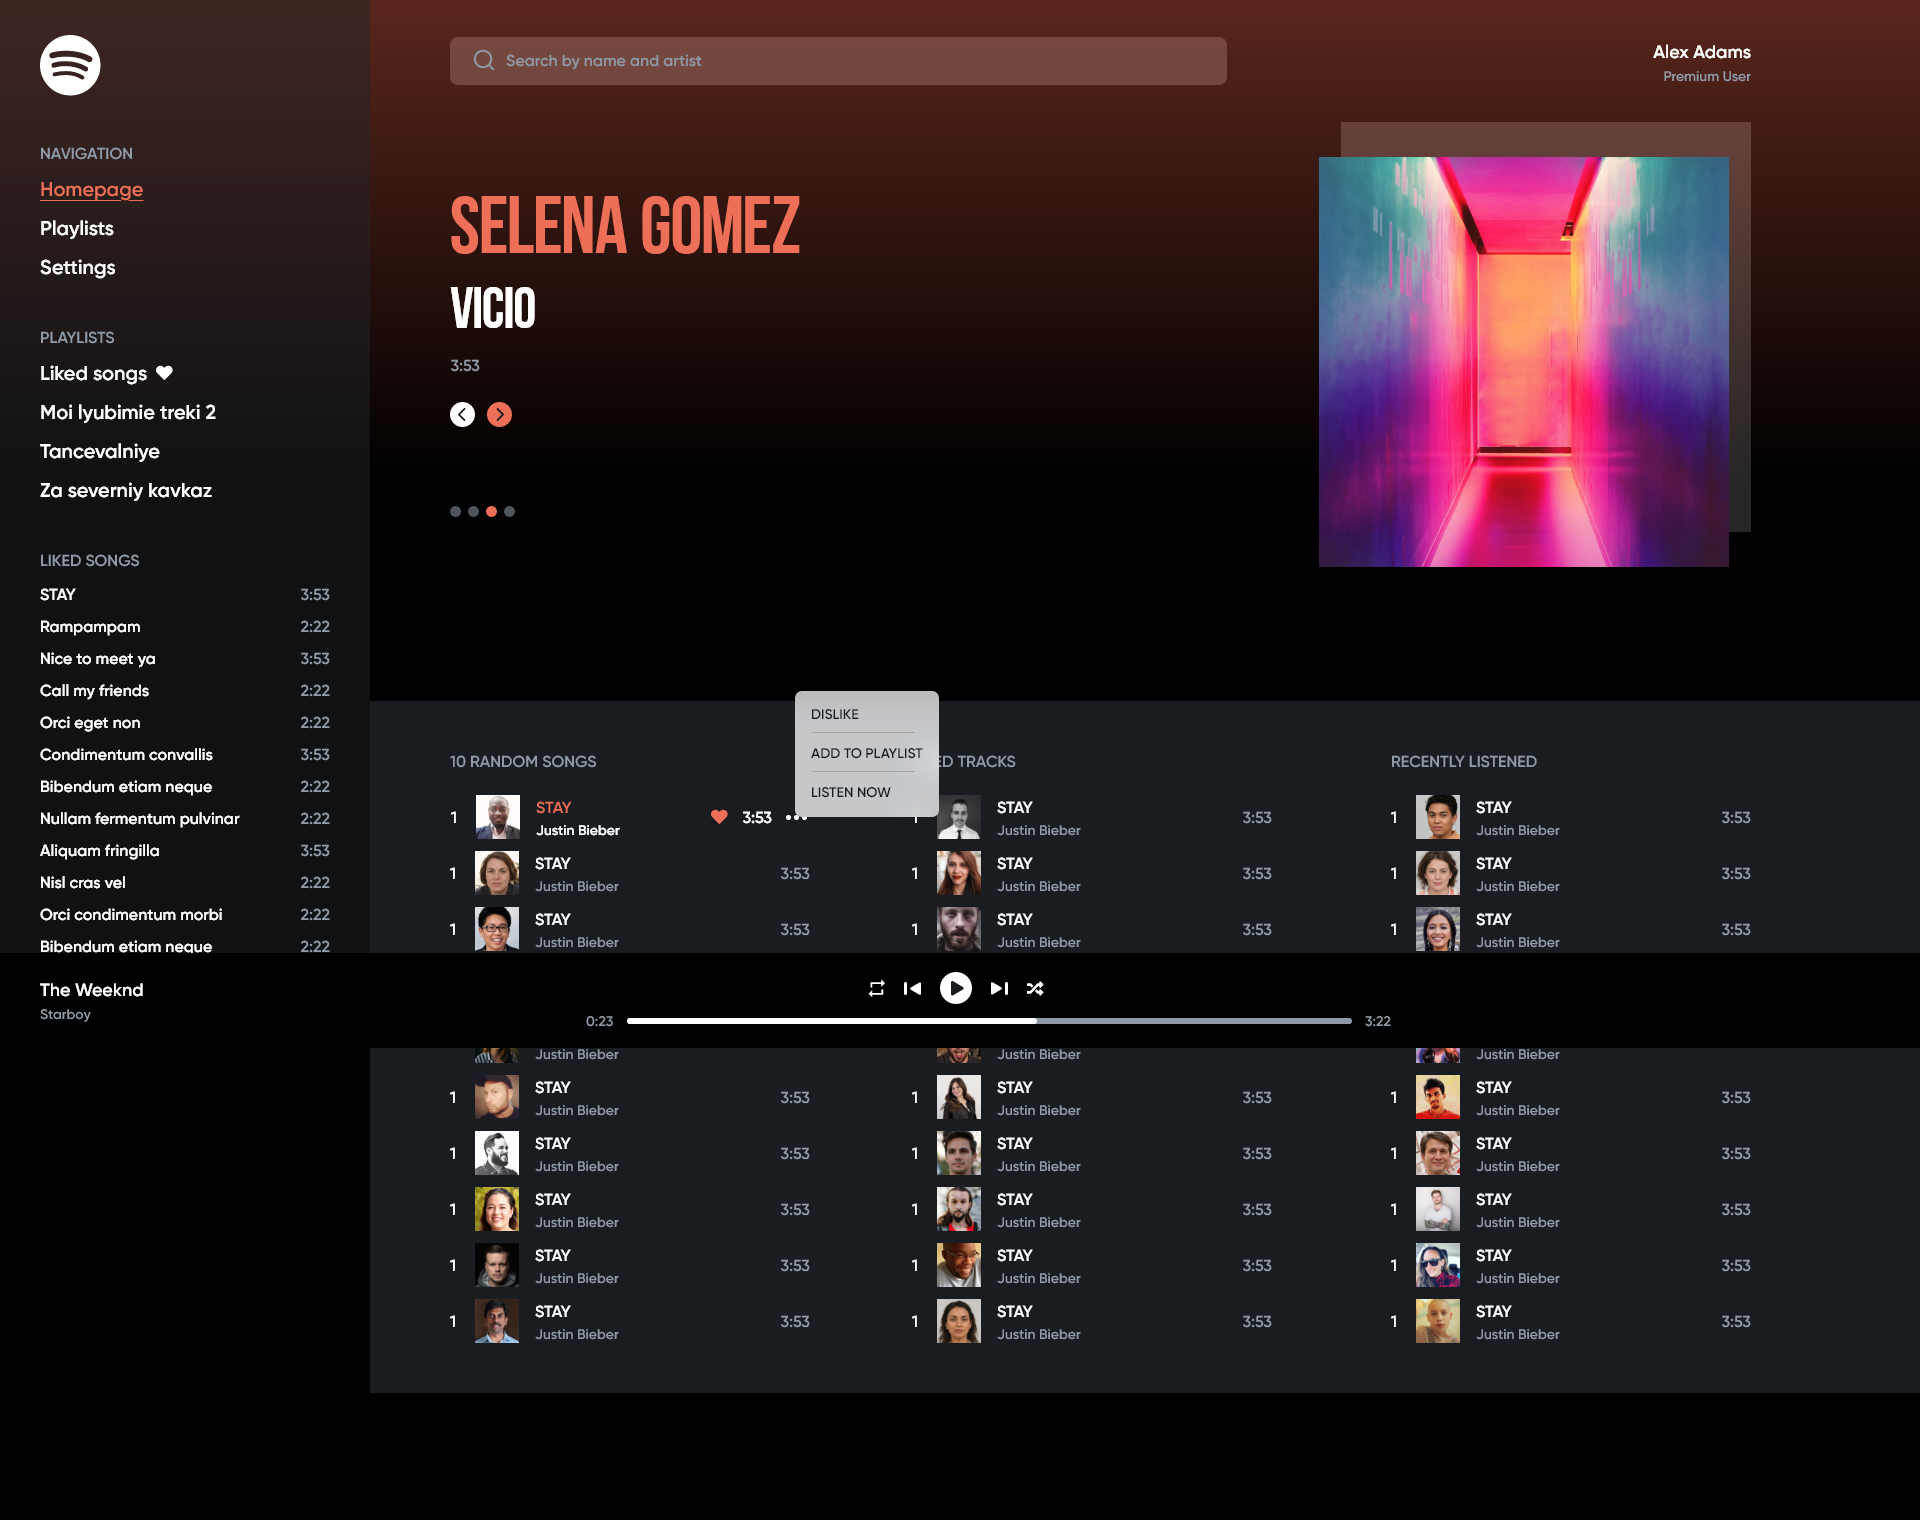 Search by name and artist
Alex Adams
Premium User
NAVIGATION
Homepage
Playlists
Settings
PLAYLISTS
Liked songs
Moi lyubimie treki 2
Tancevalniye
Za severniy kavkaz
LIKED SONGS
STAY 3:53
Rampampam 2:22
Nice to meet ya 3:53
Call my friends 2:22
Orci eget non 2:22
Condimentum convallis 3:53
Bibendum etiam neque 2:22
Nullam fermentum pulvinar 2:22
Aliquam fringilla 3:53
Nisl cras vel 2:22
Orci condimentum morbi 2:22
Bibendum etiam neque 2:22
SELENA GOMEZ
VICIO
3:53
DISLIKE
ADD TO PLAYLIST
LISTEN NOW
10 RANDOM SONGS
1 STAY 3:53
Justin Bieber
1 STAY 3:53
Justin Bieber
1 STAY 3:53
Justin Bieber
Justin Bieber
1 STAY 3:53
Justin Bieber
1 STAY 3:53
Justin Bieber
1 STAY 3:53
Justin Bieber
1 STAY 3:53
Justin Bieber
1 STAY 3:53
Justin Bieber
TRACKS
1 STAY 3:53
Justin Bieber
1 STAY 3:53
Justin Bieber
1 STAY 3:53
Justin Bieber
Justin Bieber
1 STAY 3:53
Justin Bieber
1 STAY 3:53
Justin Bieber
1 STAY 3:53
Justin Bieber
1 STAY 3:53
Justin Bieber
1 STAY 3:53
Justin Bieber
RECENTLY LISTENED
1 STAY 3:53
Justin Bieber
1 STAY 3:53
Justin Bieber
1 STAY 3:53
Justin Bieber
Justin Bieber
1 STAY 3:53
Justin Bieber
1 STAY 3:53
Justin Bieber
1 STAY 3:53
Justin Bieber
1 STAY 3:53
Justin Bieber
1 STAY 3:53
Justin Bieber
The Weeknd
Starboy
0:23 3:22